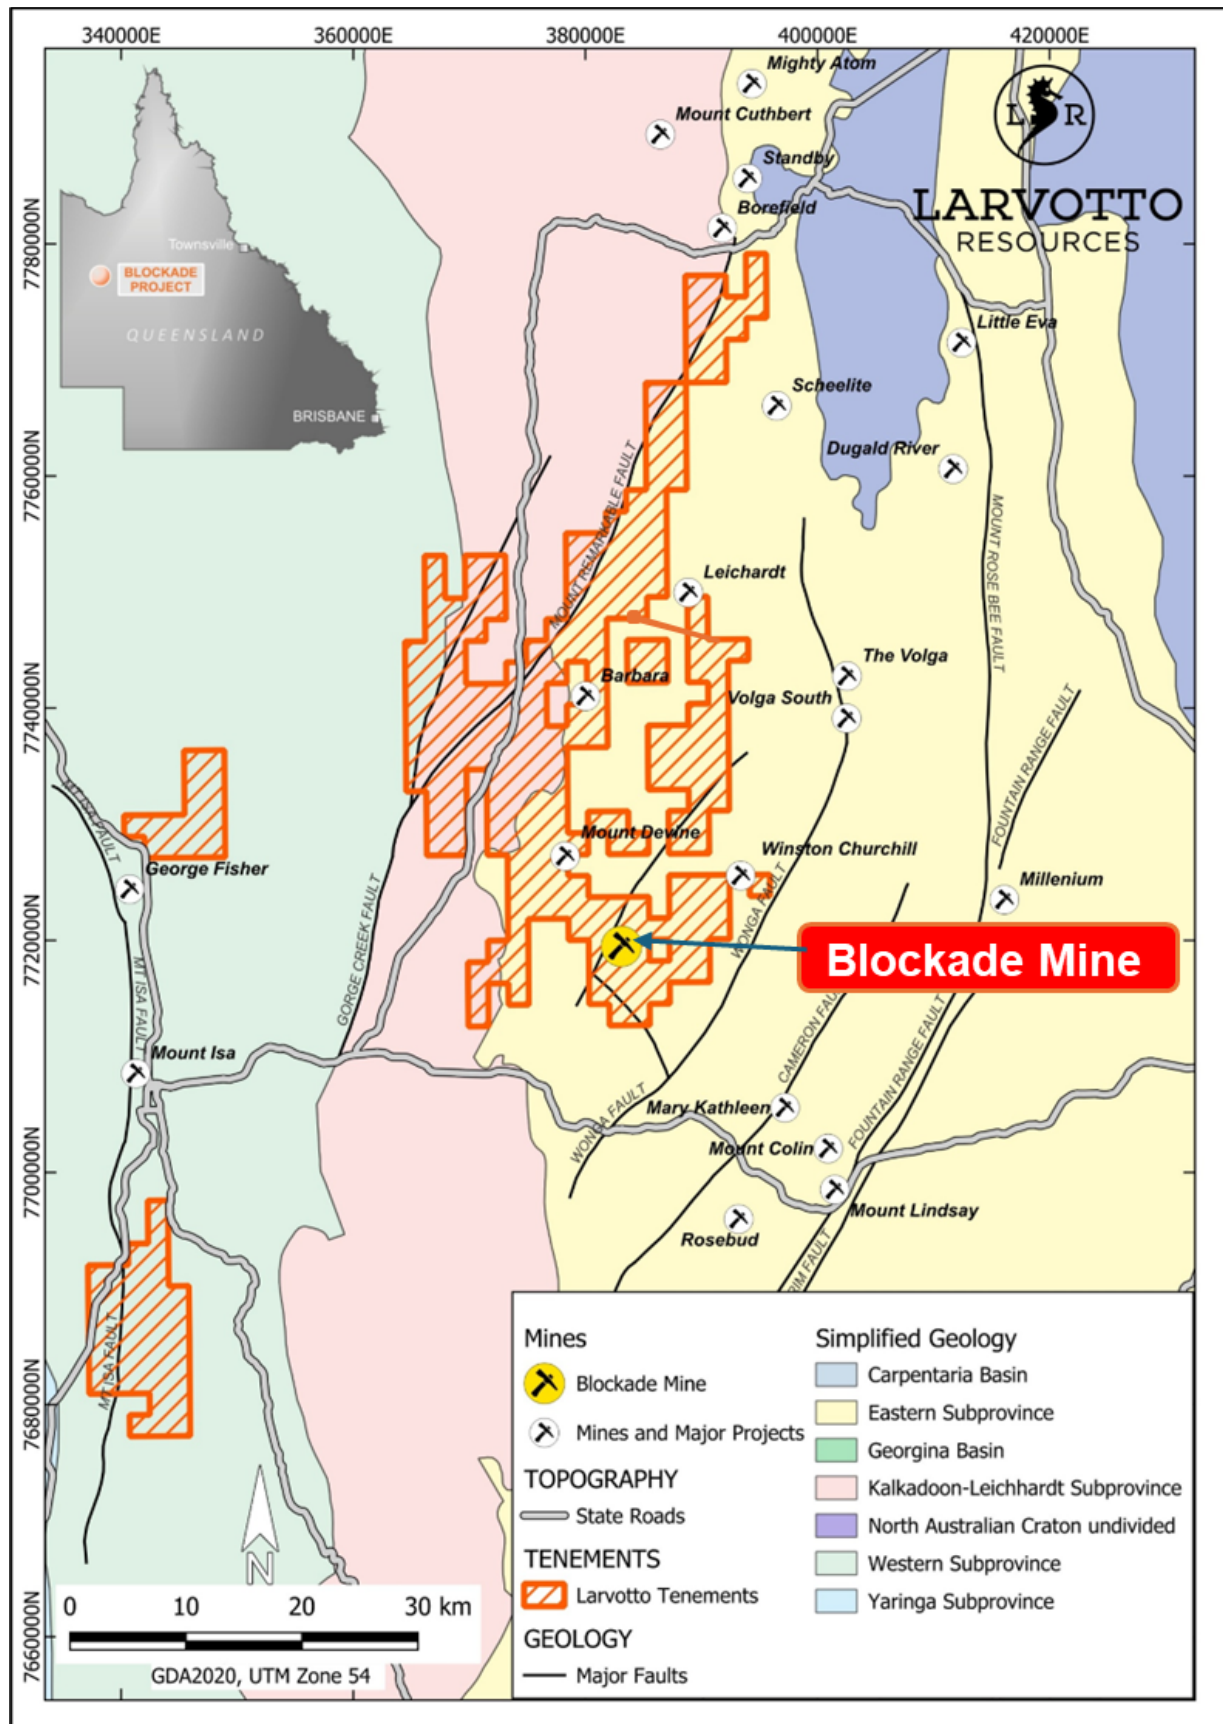 340000E
360000E
380000E
400000E
420000E
7780000N
7760000N
7740000N
7720000N
7700000N
7680000N
7660000N
Townsville
BLOCKADE
PROJECT
QUEENSLAND
BRISBANE
L R
LARVOTTO
RESOURCES
Mighty Atom
Mount Cuthbert
Standby
Borefield
Little Eva
Scheelite
Dugald River
MOUNT REMARKABLE FAULT
MOUNT ROSE BEE FAULT
Leichardt
The Volga
Barbara
Volga South
FOUNTAIN RANGE FAULT
MT ISA FAULT
George Fisher
Mount Devine
Winston Churchill
Millenium
GORGE CREEK FAULT
WONGA FAULT
Blockade Mine
MT ISA FAULT
Mount Isa
CAMERON FAU
FOUNTAIN RANGE FAULT
WONGA FAULT
Mary Kathleen
Mount Colin
Mount Lindsay
Rosebud
RIM FAULT
MT ISA FAULT
Mines
Blockade Mine
Mines and Major Projects
TOPOGRAPHY
State Roads
TENEMENTS
Larvotto Tenements
GEOLOGY
Major Faults
Simplified Geology
Carpentaria Basin
Eastern Subprovince
Georgina Basin
Kalkadoon-Leichhardt Subprovince
North Australian Craton undivided
Western Subprovince
Yaringa Subprovince
N
0 10 20 30 km
GDA2020, UTM Zone 54